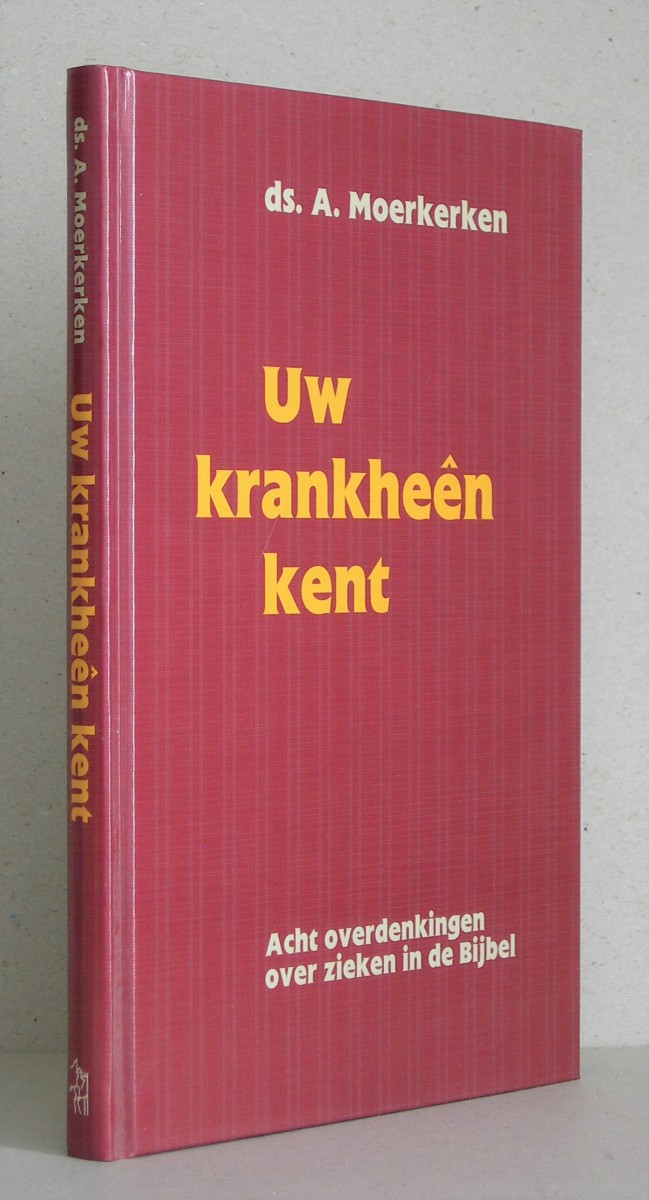 ds. A. Moerkerken
Uw krankheên kent
ds. A. Moerkerken
Uw
krankheên
kent
Acht overdenkingen
over zieken in de Bijbel